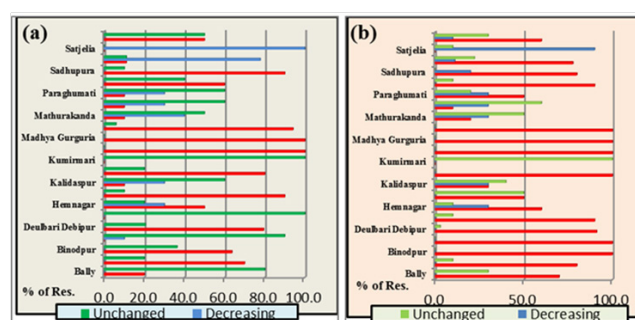 (a)
Satjelia
Sadhupura
Paraghumati
Mathurakanda
Madhya Gurguria
Kumirmari
Kalidaspur
Hemnagar
Deulbari Debipur
Binodpur
Bally
% of Res.
0.0 20.0 40.0 60.0 80.0 100.0
Unchanged Decreasing
(b)
Satjelia
Sadhupura
Paraghumati
Mathurakanda
Madhya Gurguria
Kumirmari
Kalidaspur
Hemnagar
Deulbari Debipur
Binodpur
Bally
% of Res.
0.0 50.0 100.0
Unchanged Decreasing